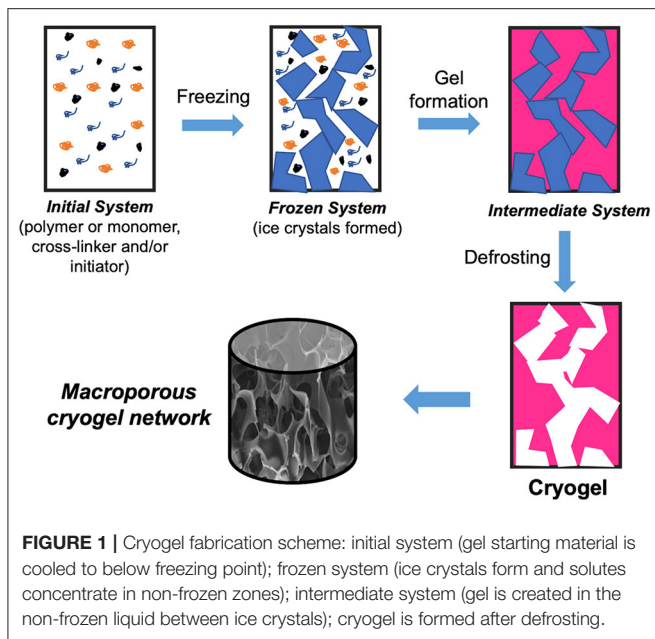 Freezing
Gel
formation
Initial System
(polymer or monomer,
cross-linker and/or
initiator)
Frozen System
(ice crystals formed)
Intermediate System
Defrosting
Macroporous
cryogel network
Cryogel
FIGURE 1 | Cryogel fabrication scheme: initial system (gel starting material is
cooled to below freezing point); frozen system (ice crystals form and solutes
concentrate in non-frozen zones); intermediate system (gel is created in the
non-frozen liquid between ice crystals); cryogel is formed after defrosting.